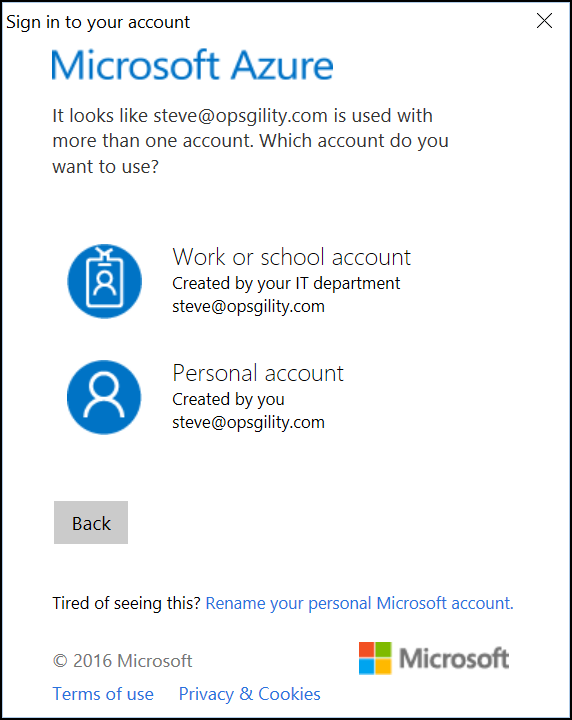 Sign in to your account
Microsoft Azure
It looks like steve@opsgility.com is used with
more than one account. Which account do you
want to use?
Work or school account
Created by your IT department
steve@opsgility.com
Personal account
Created by you
steve@opsgility.com
Back
Tired of seeing this? Rename your personal Microsoft account.
© 2016 Microsoft
Microsoft
Terms of use Privacy & Cookies